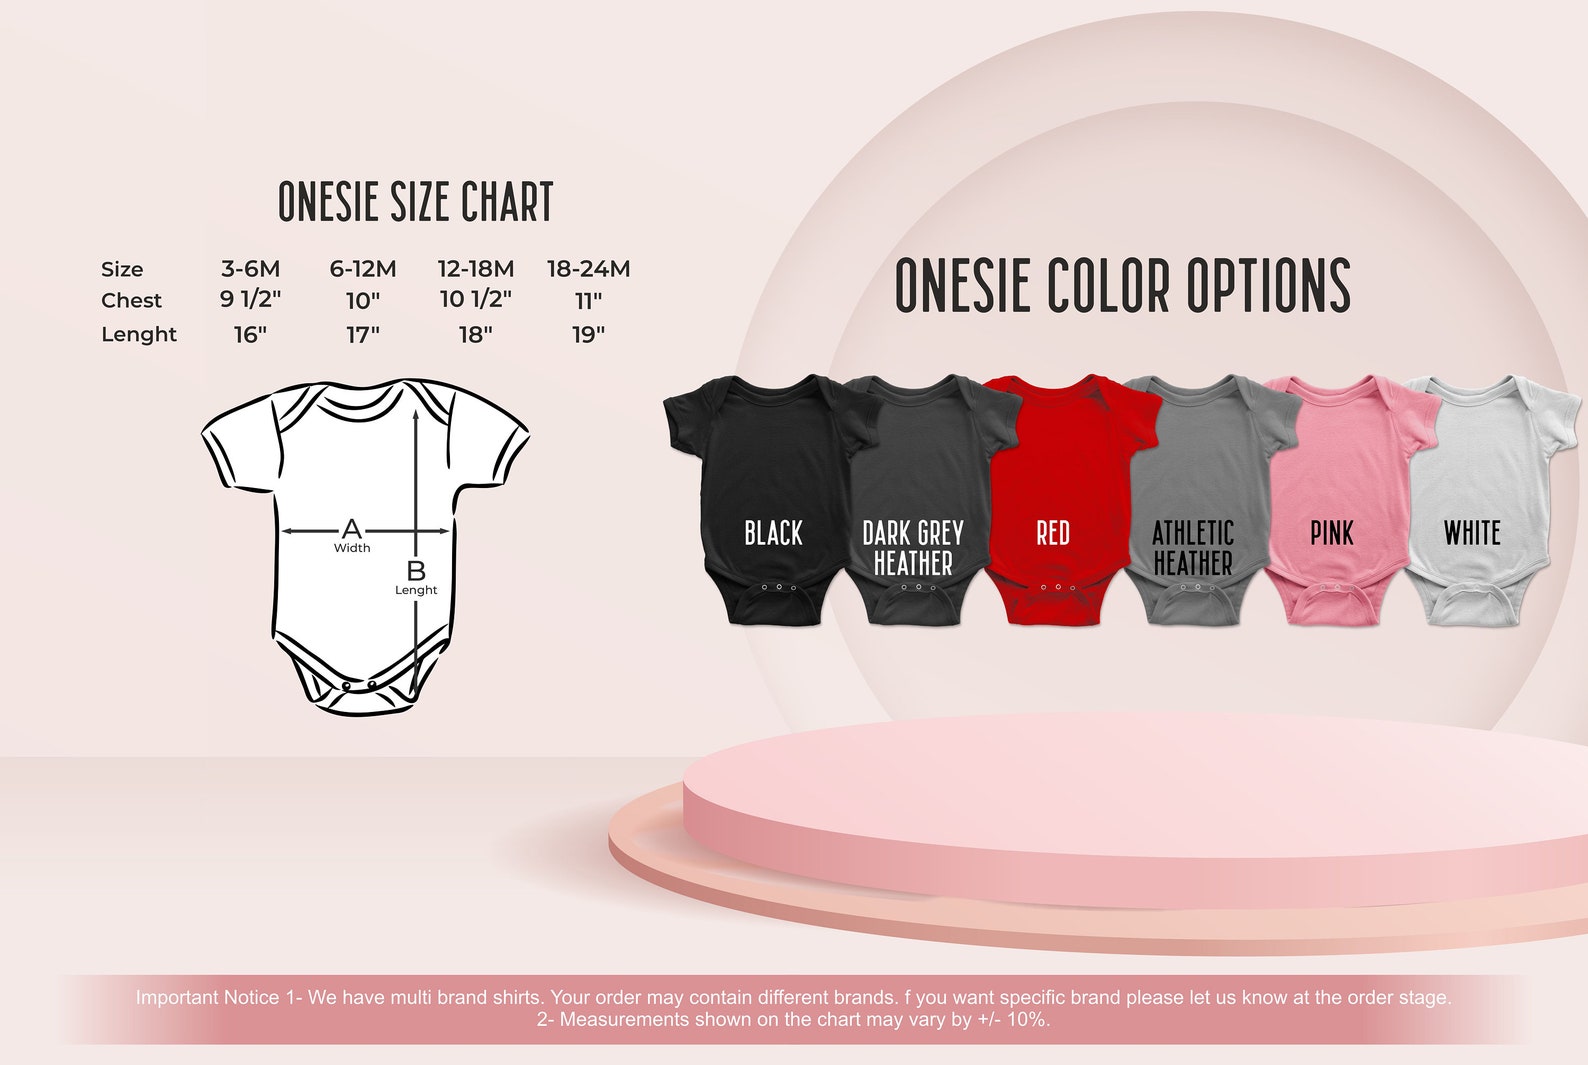 ONESIE SIZE CHART
Size 3-6M 6-12M 12-18M 18-24M
Chest 9 1/2" 10" 10 1/2" 11"
Lenght 16" 17" 18" 19"
A
Width
B
Lenght
ONESIE COLOR OPTIONS
BLACK
DARK GREY
HEATHER
RED
ATHLETIC
HEATHER
PINK
WHITE
Important Notice 1- We have multi brand shirts. Your order may contain different brands. f you want specific brand please let us know at the order stage.
2- Measurements shown on the chart may vary by +/- 10%.